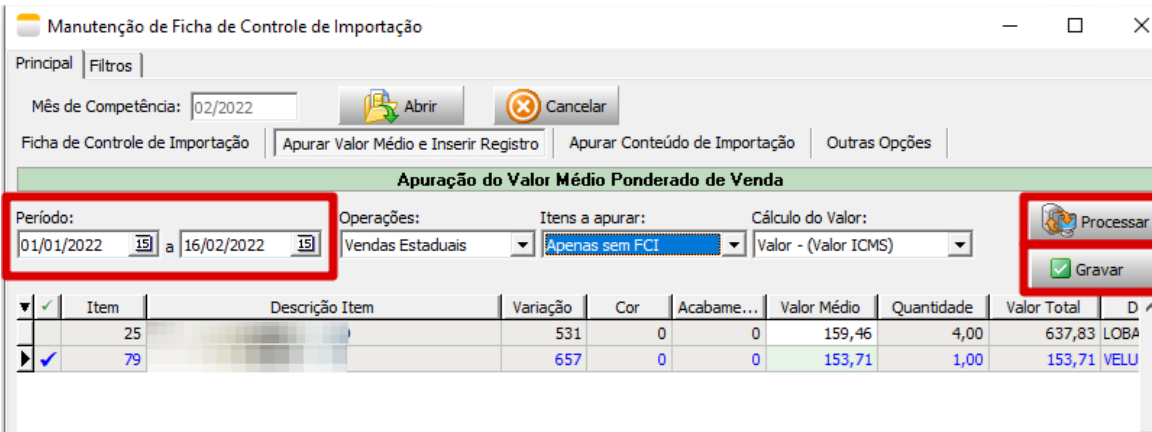 Manutenção de Ficha de Controle de Importação
Principal Filtros
Mês de Competência: 02/2022 Abrir Cancelar
Ficha de Controle de Importação Apurar Valor Médio e Inserir Registro Apurar Conteúdo de Importação Outras Opções
Apuração do Valor Médio Ponderado de Venda
Período: Operações: Itens a apurar: Cálculo do Valor: Processar
01/01/2022 15 a 16/02/2022 15 Vendas Estaduais Apenas sem FCI Valor - (Valor ICMS)
Gravar
Item Descrição Item Variação Cor Acabame... Valor Médio Quantidade Valor Total D
25 531 0 0 159,46 4,00 637,83 LOBA
79 657 0 0 153,71 1,00 153,71 VELU